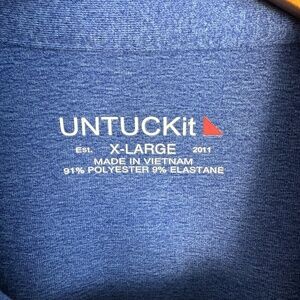 UNTUCKit
Est. X-LARGE 2011
MADE IN VIETNAM
91% POLYESTER 9% ELASTANE